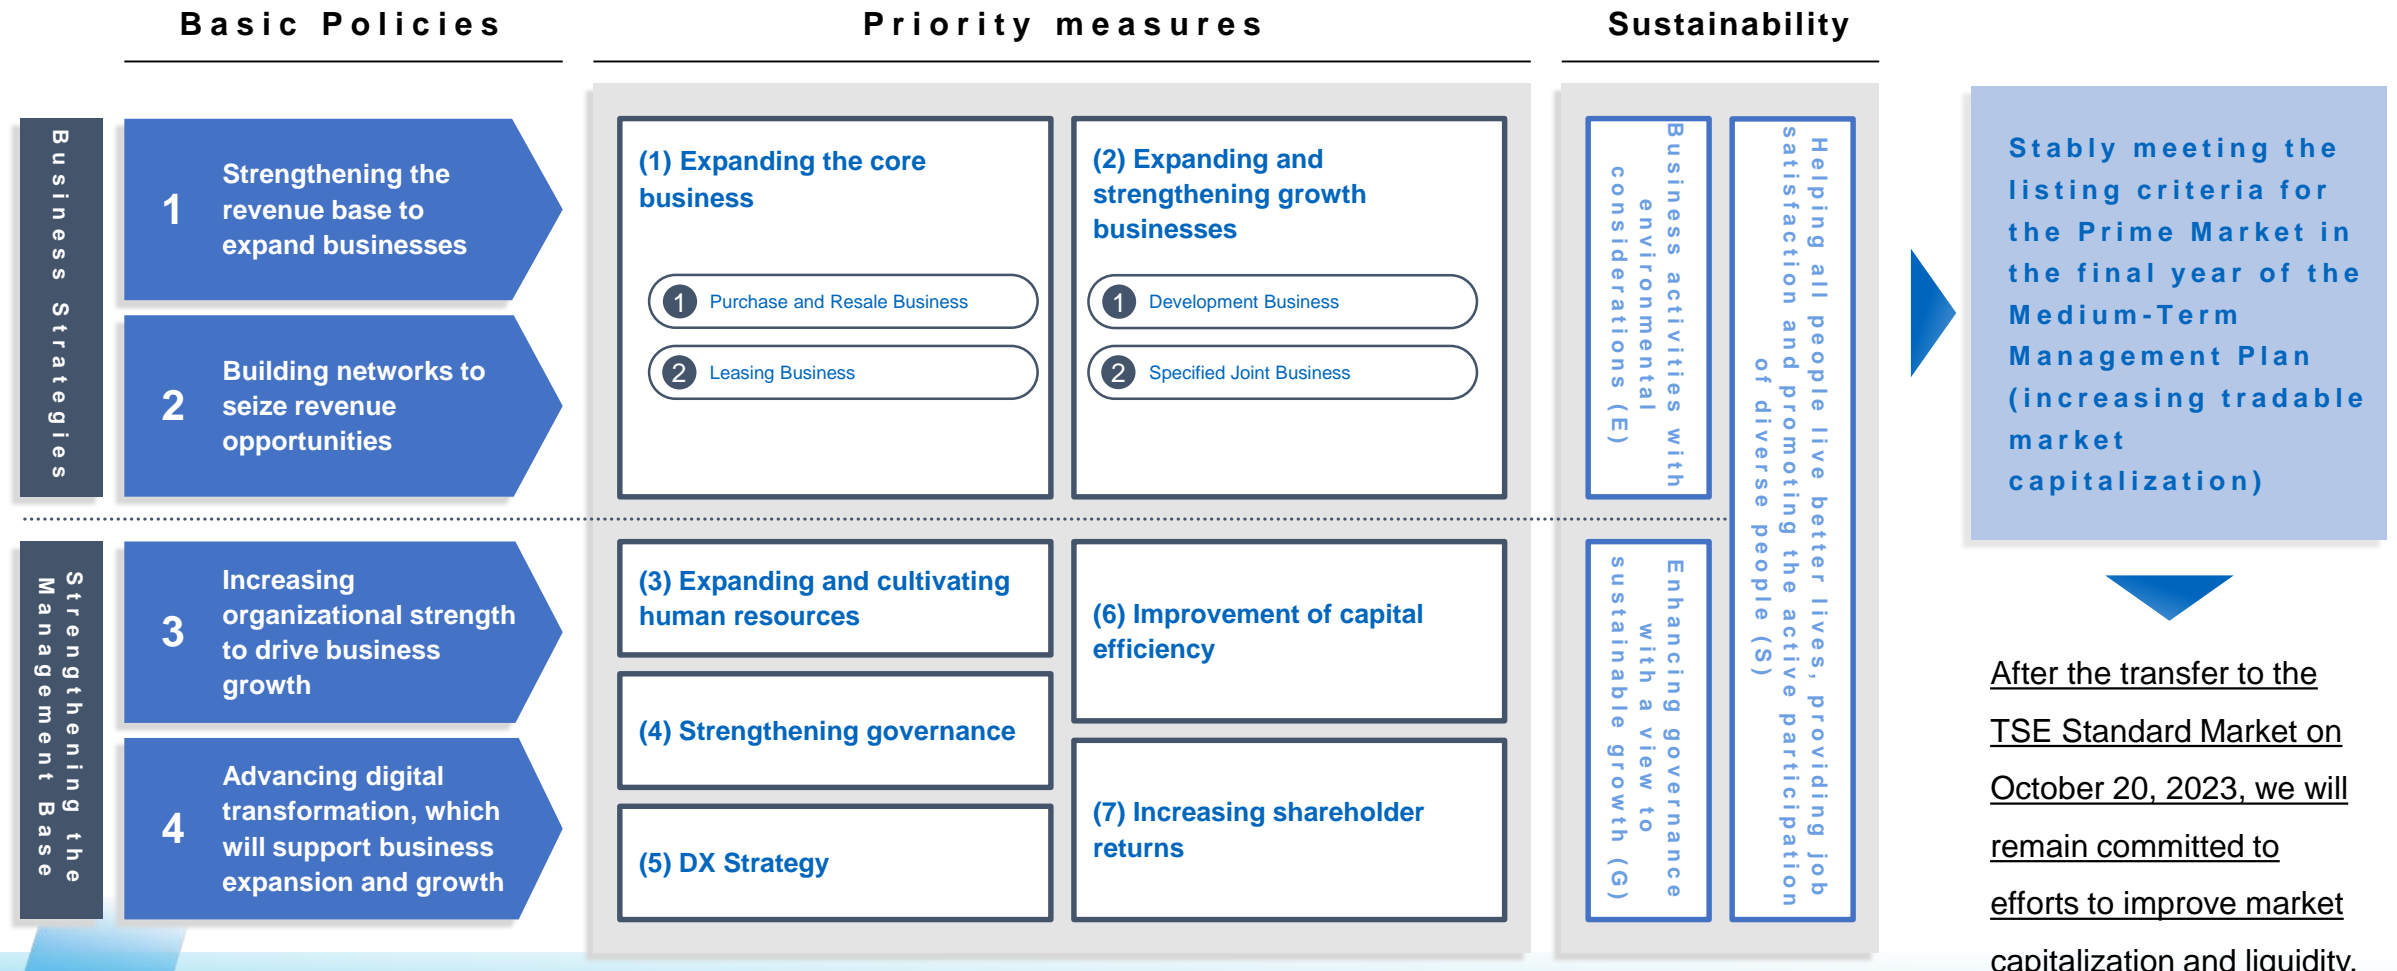 Basic Policies
Priority measures
Sustainability
Business Strategies
1
Strengthening the
revenue base to
expand businesses
2
Building networks to
seize revenue
opportunities
(1) Expanding the core
business
1 Purchase and Resale Business
2 Leasing Business
(2) Expanding and
strengthening growth
businesses
1 Development Business
2 Specified Joint Business
Business activities with
environmental
considerations (E)
Helping all people live better lives, providing job
satisfaction and promoting the active participation
of diverse people (S)
Stably meeting the
listing criteria for
the Prime Market in
the final year of the
Medium-Term
Management Plan
(increasing tradable
market
capitalization)
Strengthening the
Management Base
3
Increasing
organizational strength
to drive business
growth
4
Advancing digital
transformation, which
will support business
expansion and growth
(3) Expanding and cultivating
human resources
(4) Strengthening governance
(5) DX Strategy
(6) Improvement of capital
efficiency
(7) Increasing shareholder
returns
Enhancing governance
with a view to
sustainable growth (G)
After the transfer to the
TSE Standard Market on
October 20, 2023, we will
remain committed to
efforts to improve market
capitalization and liquidity.